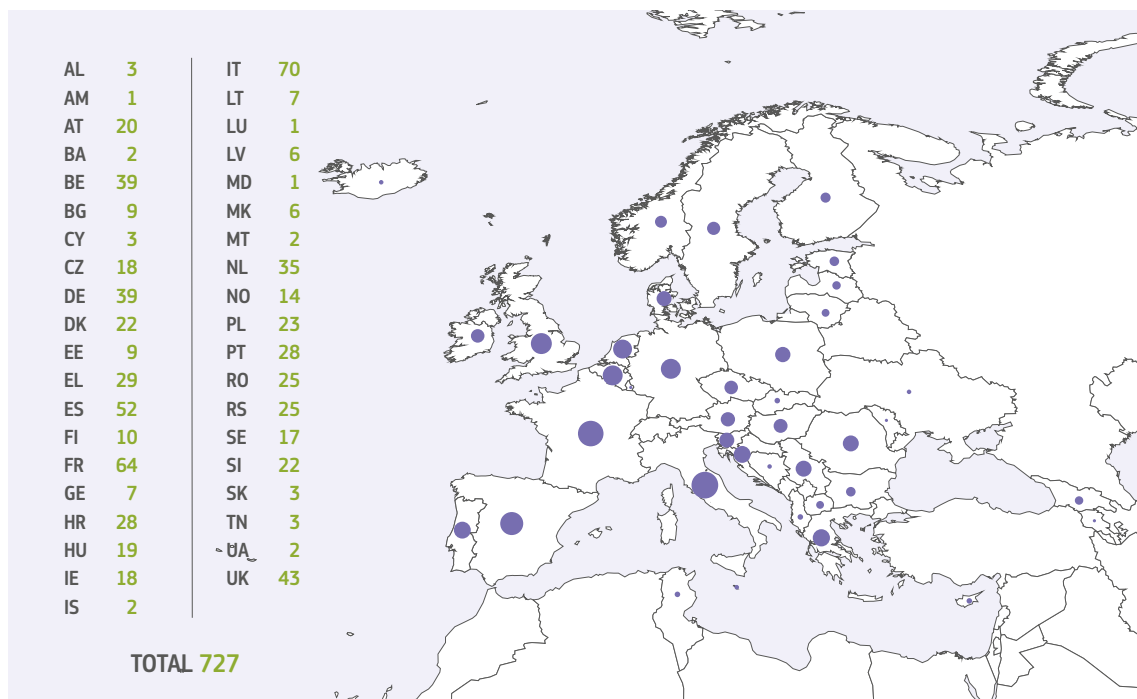 AL 3
AM 1
AT 20
BA 2
BE 39
BG 9
CY 3
CZ 18
DE 39
DK 22
EE 9
EL 29
ES 52
FI 10
FR 64
GE 7
HR 28
HU 19
IE 18
IS 2
IT 70
LT 7
LU 1
LV 6
MD 1
MK 6
MT 2
NL 35
NO 14
PL 23
PT 28
RO 25
RS 25
SE 17
SI 22
SK 3
TN 3
UA 2
UK 43
TOTAL 727